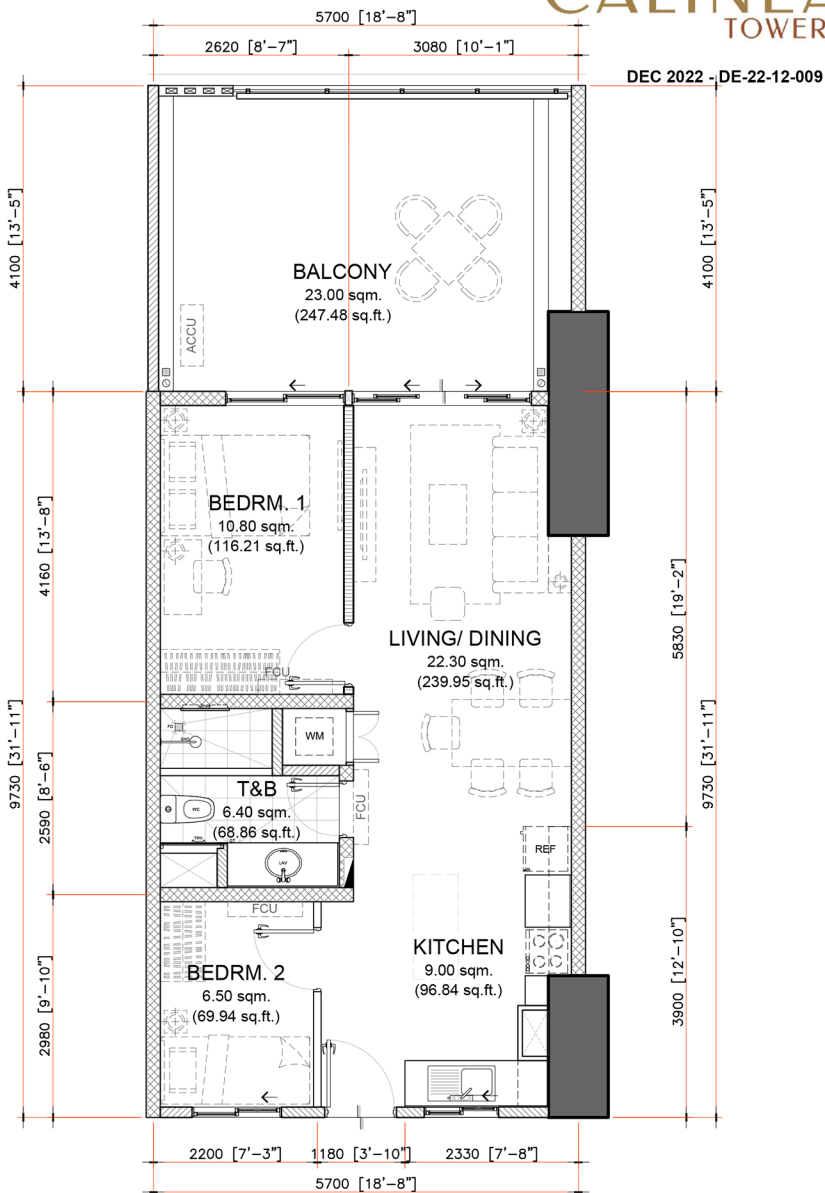 CALINEA
TOWER
DEC 2022 - DE-22-12-009
5700 [18'-8"]
2620 [8'-7"]
3080 [10'-1"]
4100 [13'-5"]
4100 [13'-5"]
BALCONY
23.00 sqm.
(247.48 sq.ft.)
ACCU
BEDRM. 1
10.80 sqm.
(116.21 sq.ft.)
4160 [13'-8"]
5830 [19'-2"]
LIVING/ DINING
22.30 sqm.
(239.95 sq.ft.)
FCU
WM
9730 [31'-11"]
9730 [31'-11"]
2590 [8'-6"]
T&B
6.40 sqm.
(68.86 sq.ft.)
WC
FCU
LAV
REF
FCU
KITCHEN
9.00 sqm.
(96.84 sq.ft.)
BEDRM. 2
6.50 sqm.
(69.94 sq.ft.)
2980 [9'-10"]
3900 [12'-10"]
2200 [7'-3"]
1180 [3'-10"]
2330 [7'-8"]
5700 [18'-8"]